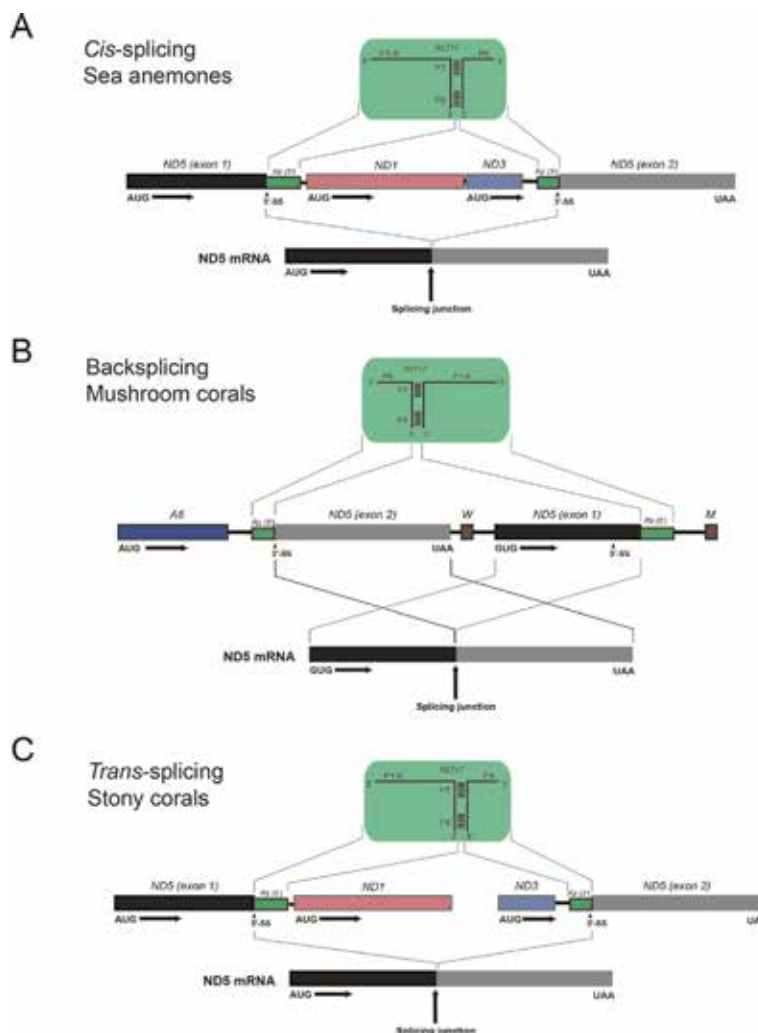 A
Cis-splicing
Sea anemones
ND5 (exon 1)
ND1
ND3
ND5 (exon 2)
AUG
5'-SS
AUG
AUG
3'-SS
UAA
ND5 mRNA
AUG
UAA
Splicing junction
B
Backsplicing
Mushroom corals
A6
ND5 (exon 2)
W
ND5 (exon 1)
M
AUG
3'-SS
UAA
GUG
5'-SS
ND5 mRNA
GUG
UAA
Splicing junction
C
Trans-splicing
Stony corals
ND5 (exon 1)
ND1
ND3
ND5 (exon 2)
AUG
5'-SS
AUG
AUG
3'-SS
ND5 mRNA
AUG
UAA
Splicing junction